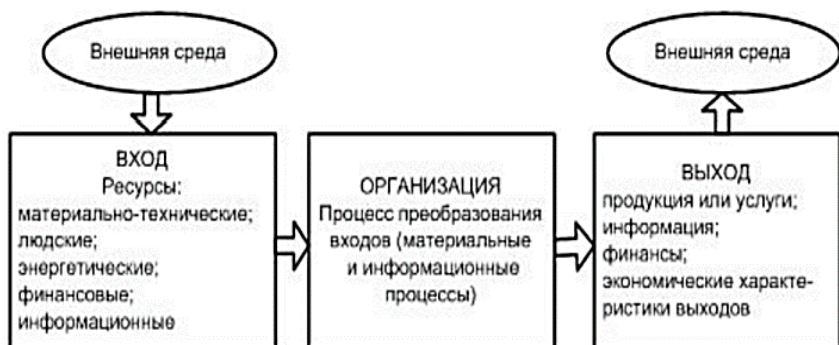 Внешняя среда
Внешняя среда
ВХОД
Ресурсы:
материально-технические;
людские;
энергетические;
финансовые;
информационные
ОРГАНИЗАЦИЯ
Процесс преобразования
входов (материальные
и информационные
процессы)
ВЫХОД
продукция или услуги;
информация;
финансы;
экономические характе-
ристики выходов